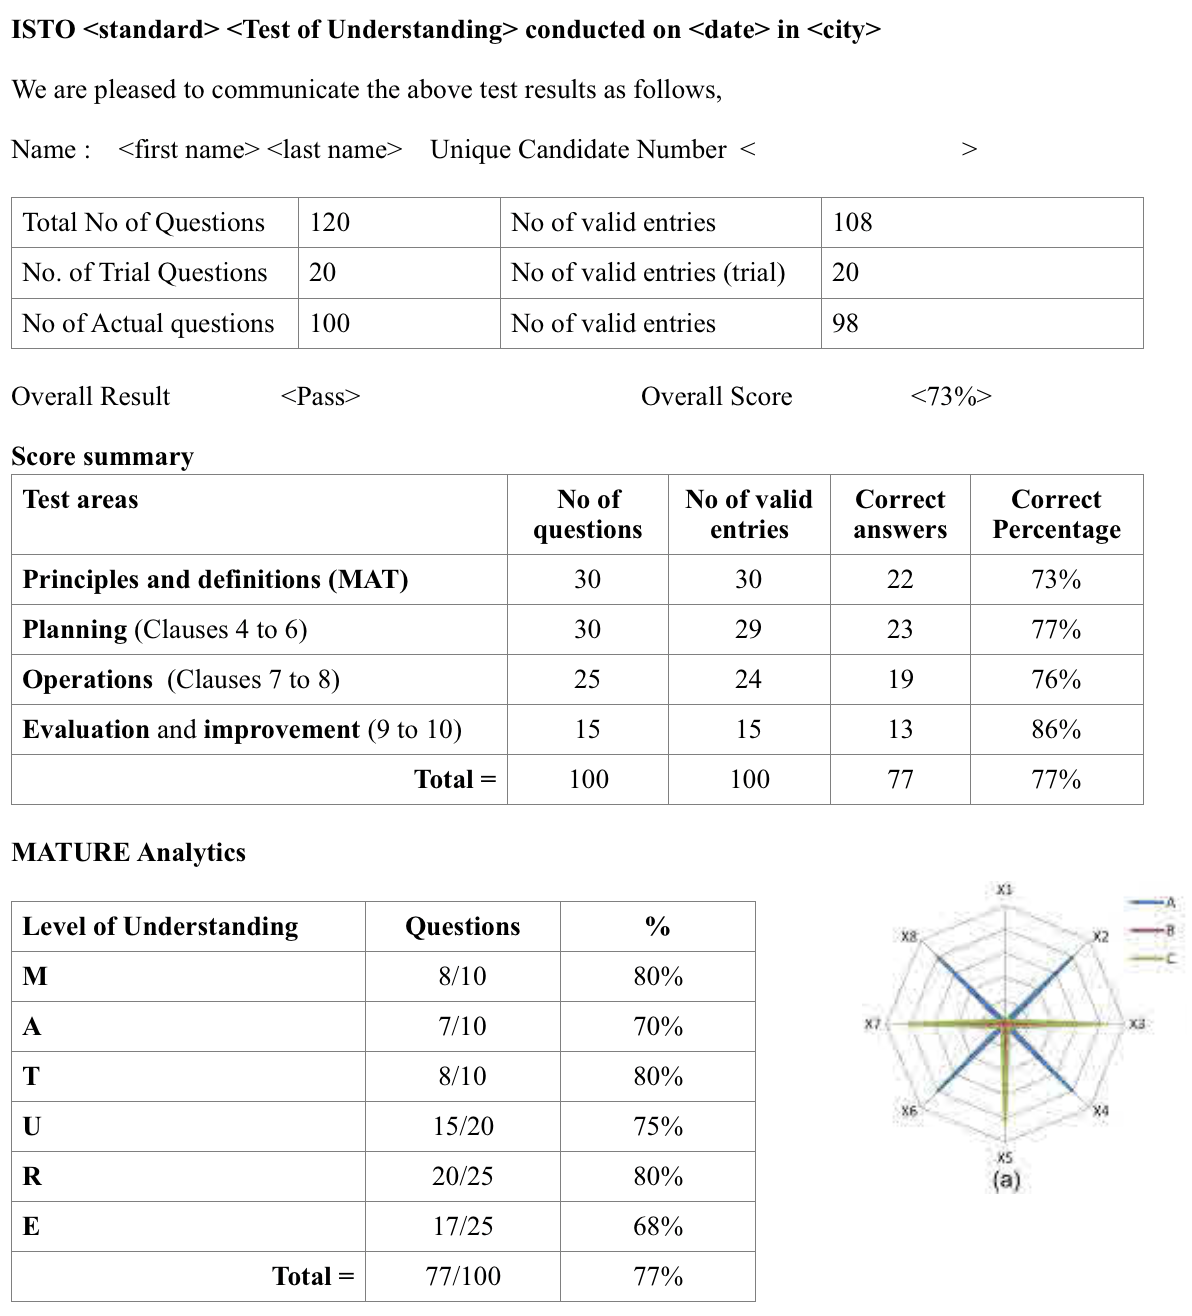 ISTO <standard> <Test of Understanding> conducted on <date> in <city>
We are pleased to communicate the above test results as follows,
Name : <first name> <last name> Unique Candidate Number < >
Total No of Questions 120 No of valid entries 108
No. of Trial Questions 20 No of valid entries (trial) 20
No of Actual questions 100 No of valid entries 98
Overall Result <Pass> Overall Score <73%>
Score summary
Test areas No of questions No of valid entries Correct answers Correct Percentage
Principles and definitions (MAT) 30 30 22 73%
Planning (Clauses 4 to 6) 30 29 23 77%
Operations (Clauses 7 to 8) 25 24 19 76%
Evaluation and improvement (9 to 10) 15 15 13 86%
Total = 100 100 77 77%
MATURE Analytics
Level of Understanding Questions %
M 8/10 80%
A 7/10 70%
T 8/10 80%
U 15/20 75%
R 20/25 80%
E 17/25 68%
Total = 77/100 77%
X1
X2
X3
X4
X5
X6
X7
X8
A
B
C
(a)